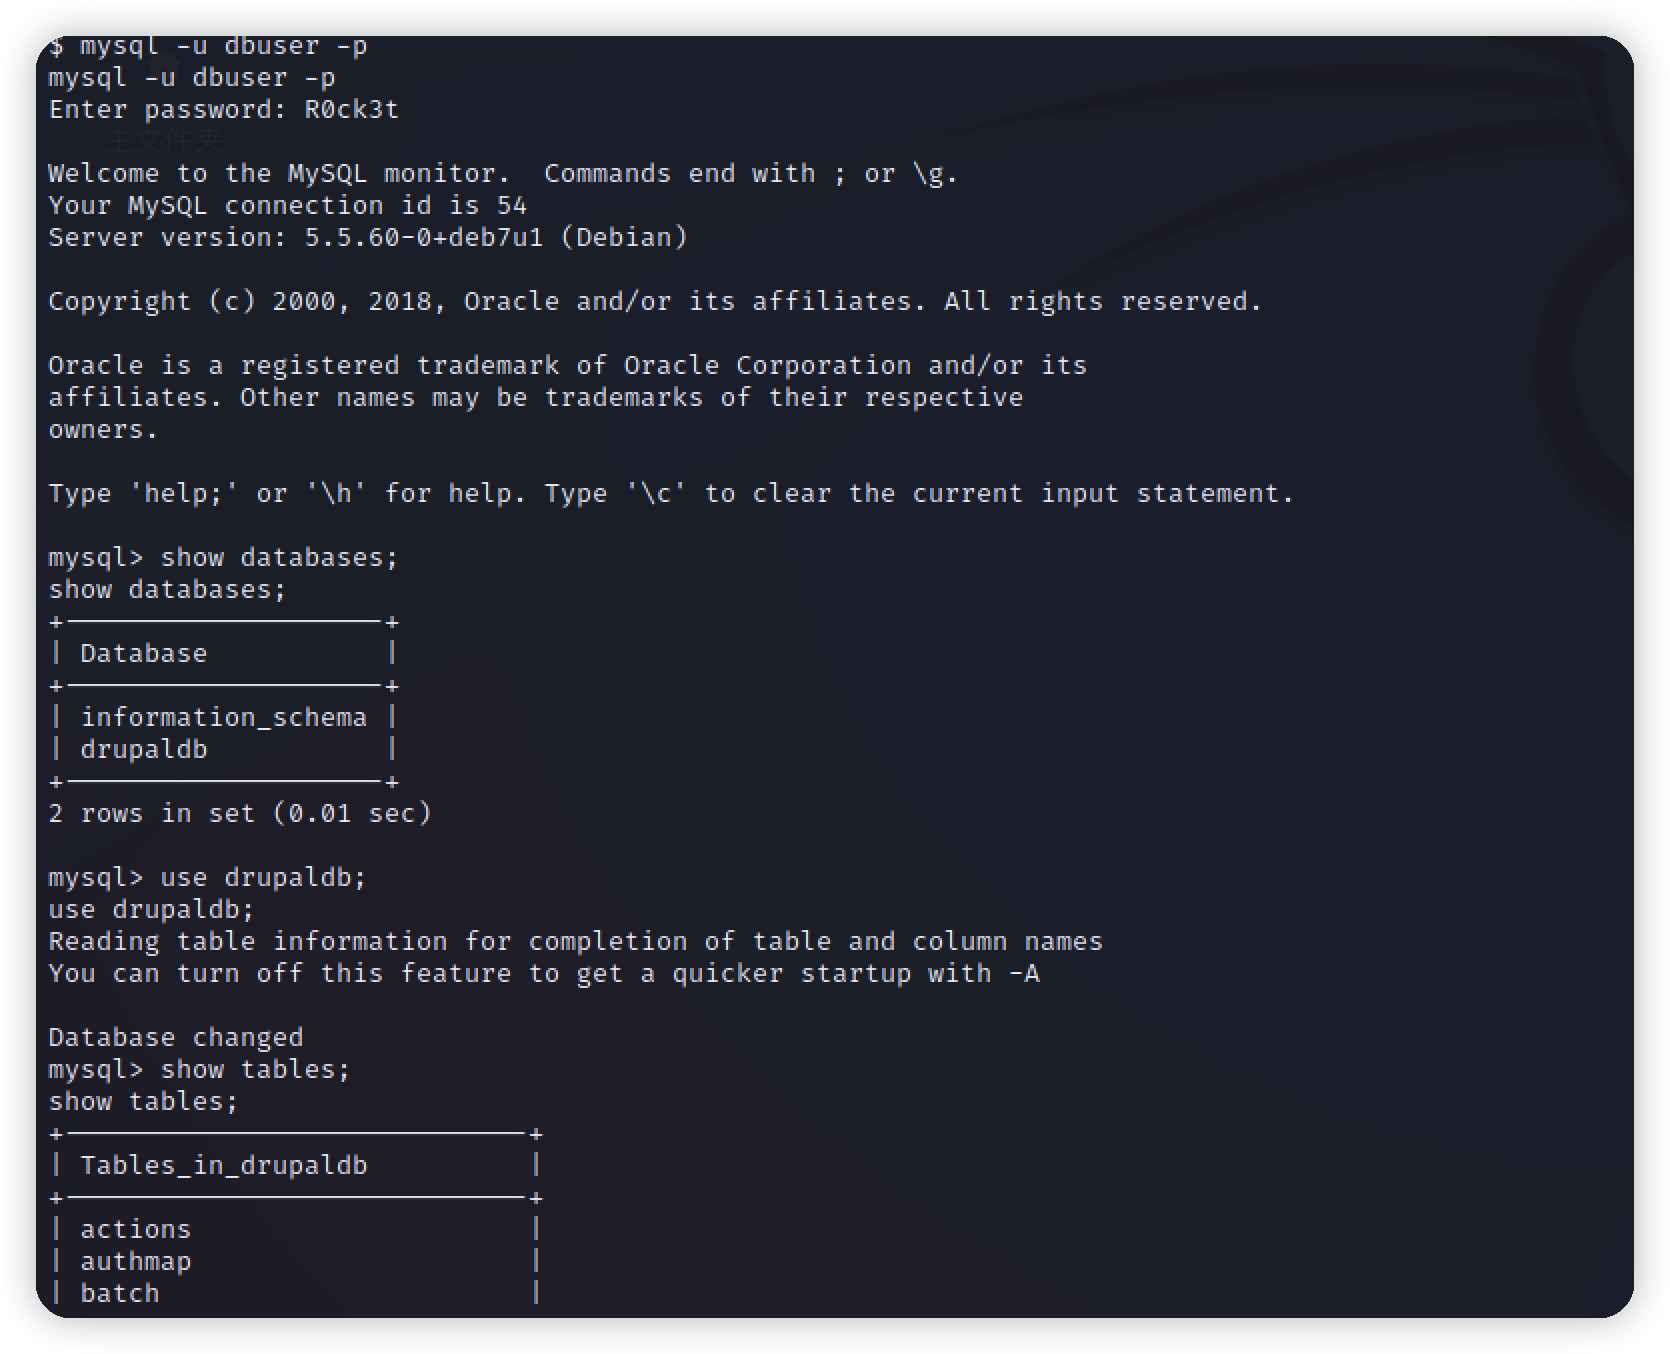 $ mysql -u dbuser -p
mysql -u dbuser -p
Enter password: R0ck3t
主文件夹
Welcome to the MySQL monitor.  Commands end with ; or \g.
Your MySQL connection id is 54
Server version: 5.5.60-0+deb7u1 (Debian)
Copyright (c) 2000, 2018, Oracle and/or its affiliates. All rights reserved.
Oracle is a registered trademark of Oracle Corporation and/or its
affiliates. Other names may be trademarks of their respective
owners.
Type 'help;' or '\h' for help. Type '\c' to clear the current input statement.
mysql> show databases;
show databases;
+--------------------+
| Database           |
+--------------------+
| information_schema |
| drupaldb           |
+--------------------+
2 rows in set (0.01 sec)
mysql> use drupaldb;
use drupaldb;
Reading table information for completion of table and column names
You can turn off this feature to get a quicker startup with -A
Database changed
mysql> show tables;
show tables;
+-----------------------------+
| Tables_in_drupaldb          |
+-----------------------------+
| actions                     |
| authmap                     |
| batch                       |